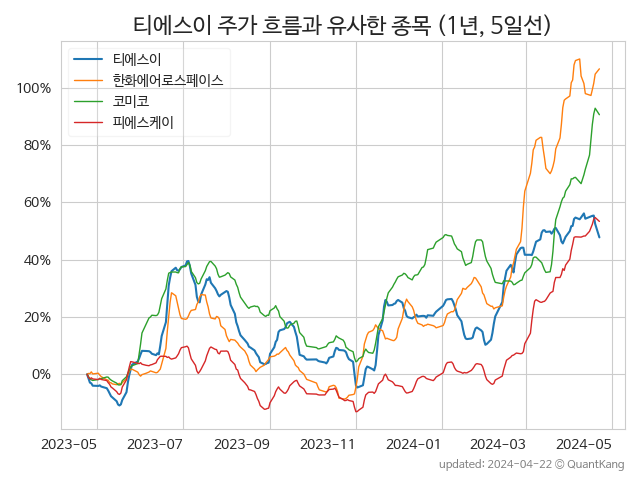 티에스이 주가 흐름과 유사한 종목 (1년, 5일선)
티에스이
한화에어로스페이스
코미코
피에스케이
100%
80%
60%
40%
20%
0%
2023-05 2023-07 2023-09 2023-11 2024-01 2024-03 2024-05
updated: 2024-04-22 © QuantKang